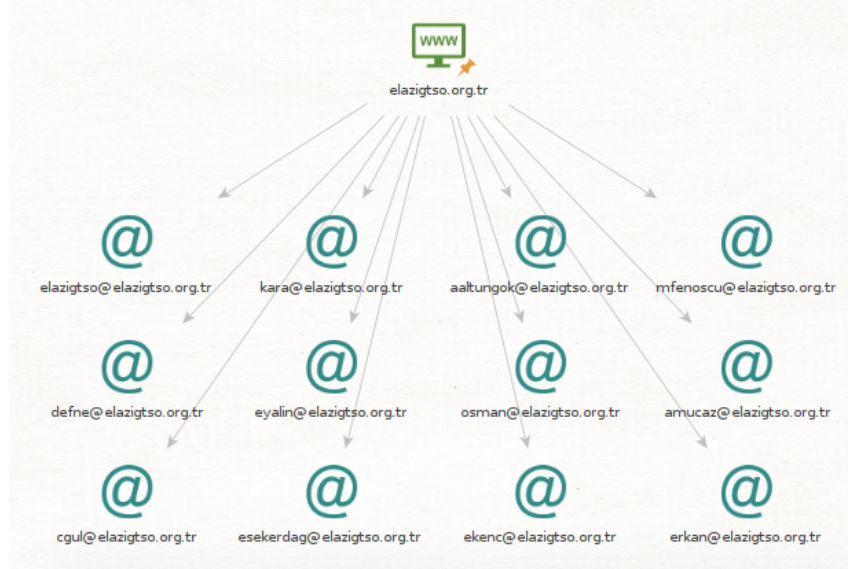 www
elazigtso.org.tr
elazigtso@elazigtso.org.tr
kara@elazigtso.org.tr
aaltungok@elazigtso.org.tr
mfenoscu@elazigtso.org.tr
defne@elazigtso.org.tr
eyalin@elazigtso.org.tr
osman@elazigtso.org.tr
amucaz@elazigtso.org.tr
cgul@elazigtso.org.tr
esekerdag@elazigtso.org.tr
ekenc@elazigtso.org.tr
erkan@elazigtso.org.tr